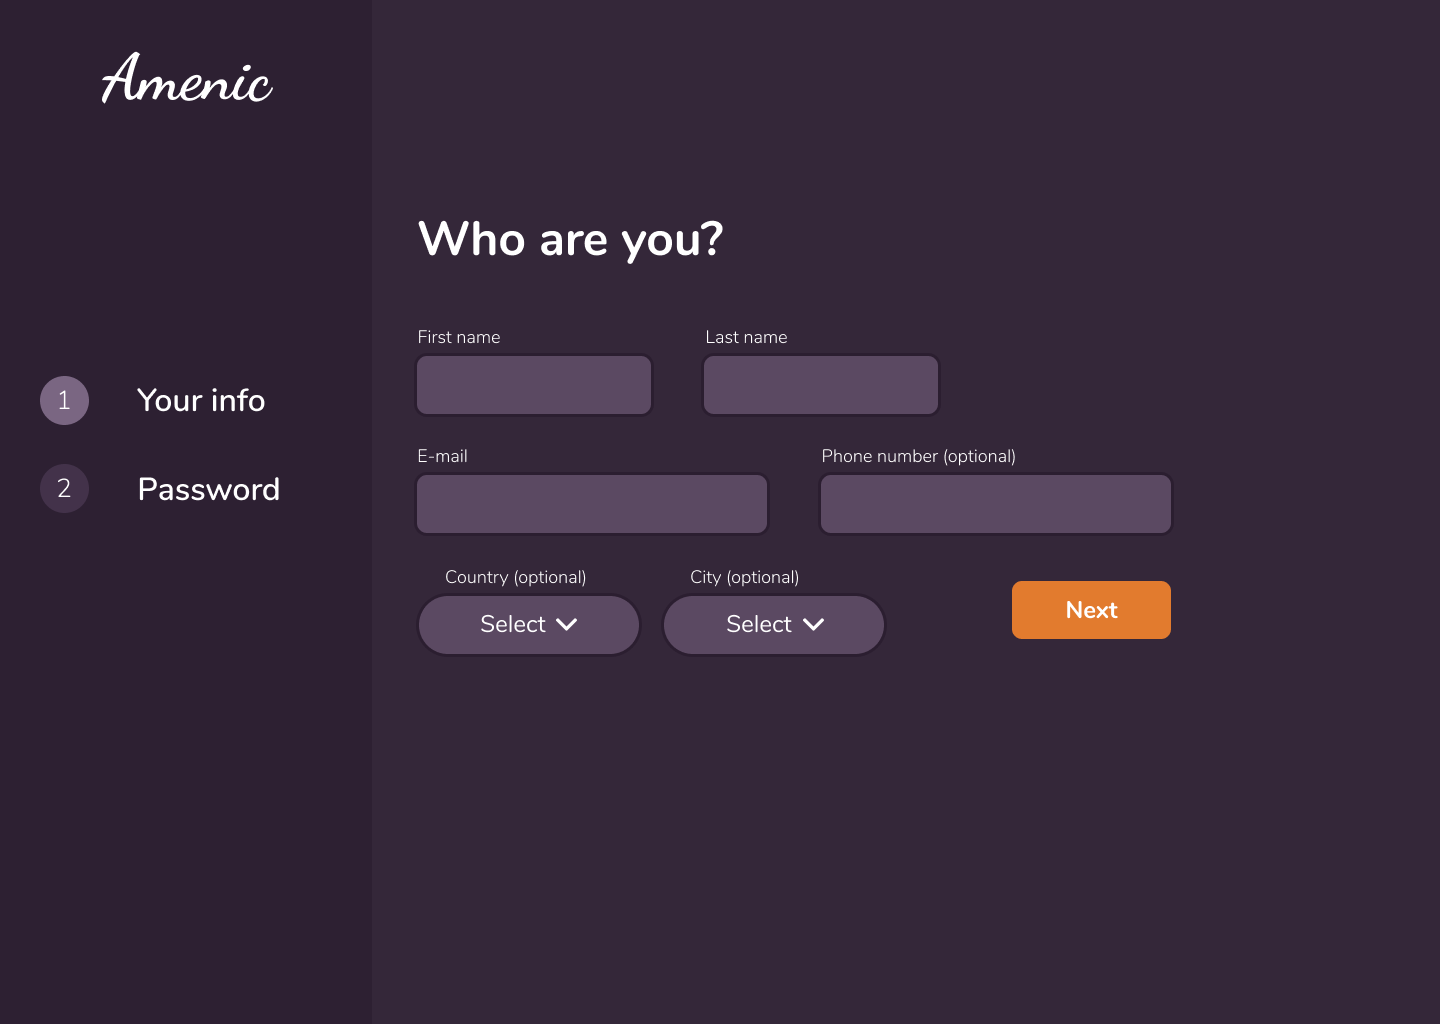 Amenic
Who are you?
First name
Last name
1
Your info
E-mail
Phone number (optional)
2
Password
Country (optional)
City (optional)
Select
Select
Next